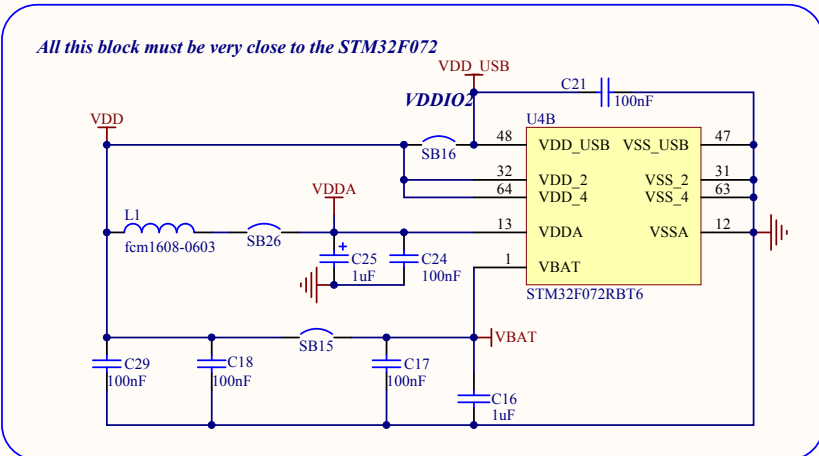 All this block must be very close to the STM32F072
VDD_USB
C21
100nF
VDDIO2
U4B
VDD
SB16
48
VDD_USB
VSS_USB
47
32
VDD_2
VSS_2
31
64
VDD_4
VSS_4
63
VDDA
L1
fcm1608-0603
SB26
13
VDDA
VSSA
12
+
C25
1uF
C24
100nF
1
VBAT
STM32F072RBT6
SB15
VBAT
C29
100nF
C18
100nF
C17
100nF
C16
1uF